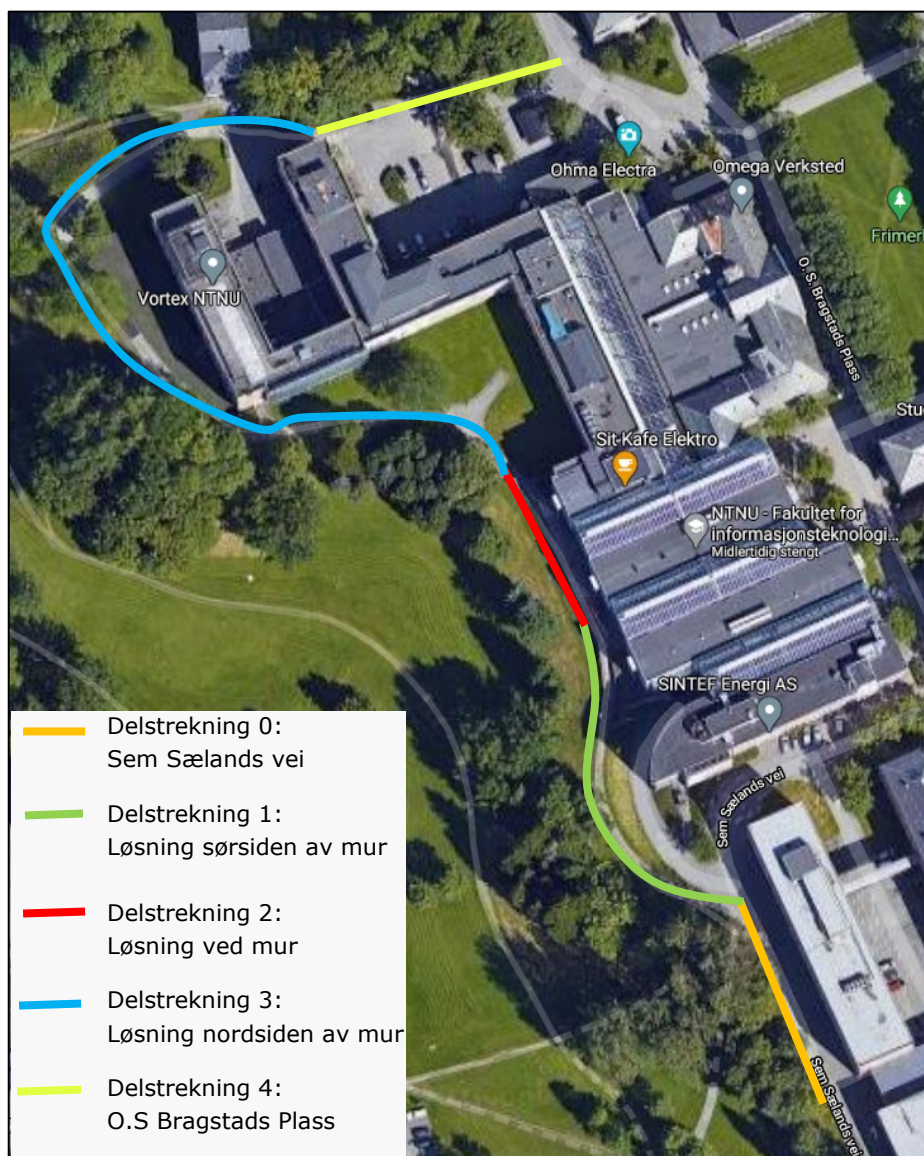 Ohma Electra
Omega Verksted
Frimerk
Vortex NTNU
O. S. Bragstads Plass
Stu
Sit Kafe Elektro
NTNU - Fakultet for
informasjonsteknologi...
Midlertidig stengt
SINTEF Energi AS
Sem Sælands vei
Sem Sælands vei
Delstrekning 0:
Sem Sælands vei
Delstrekning 1:
Løsning sørsiden av mur
Delstrekning 2:
Løsning ved mur
Delstrekning 3:
Løsning nordsiden av mur
Delstrekning 4:
O.S Bragstads Plass